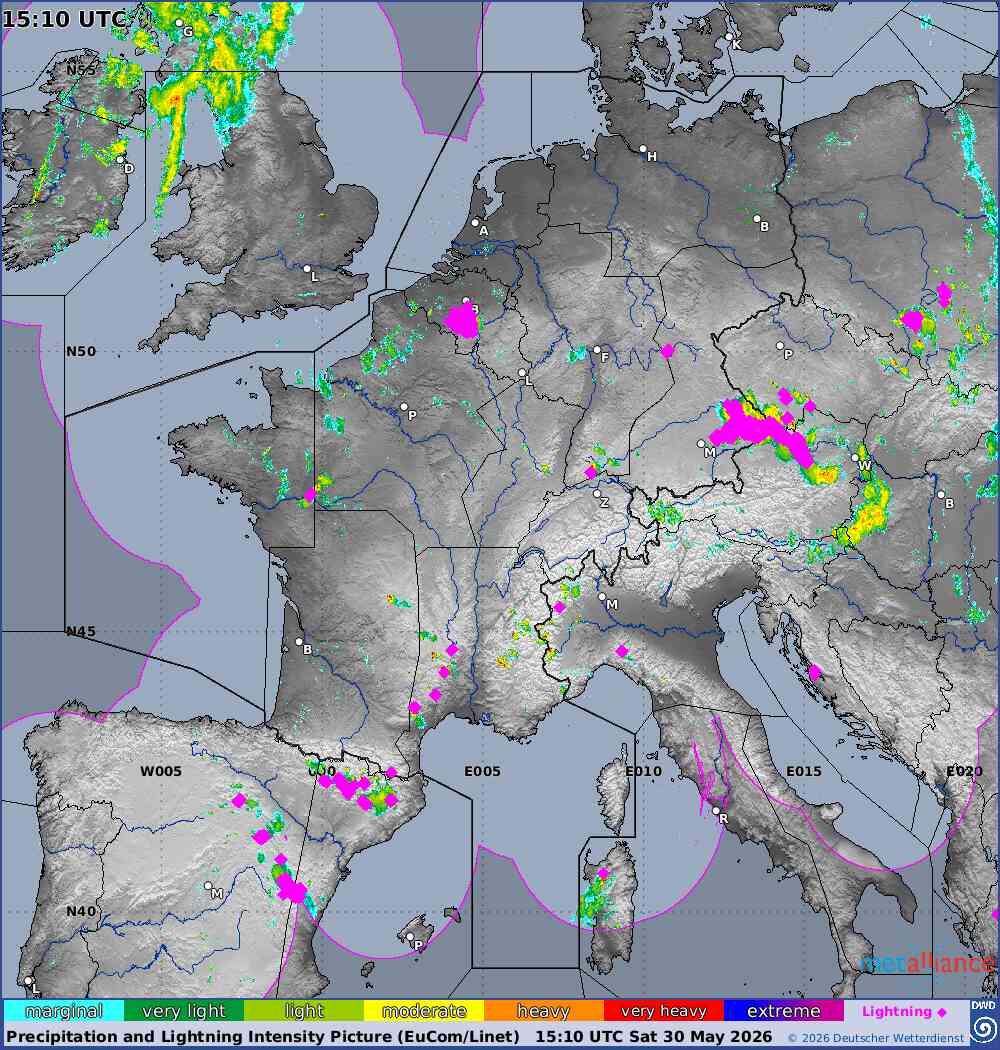 15:10 UTC
G
K
N55
H
D
B
A
L
B
N50
F
P
L
P
M
W
Z
B
M
N45
B
W005
000
E005
E010
E015
E020
R
M
N40
P
L
metalliance
marginal
very light
light
moderate
heavy
very heavy
extreme
Lightning
DWD
Precipitation and Lightning Intensity Picture (EuCom/Linet) 15:10 UTC Sat 30 May 2026 © 2026 Deutscher Wetterdienst